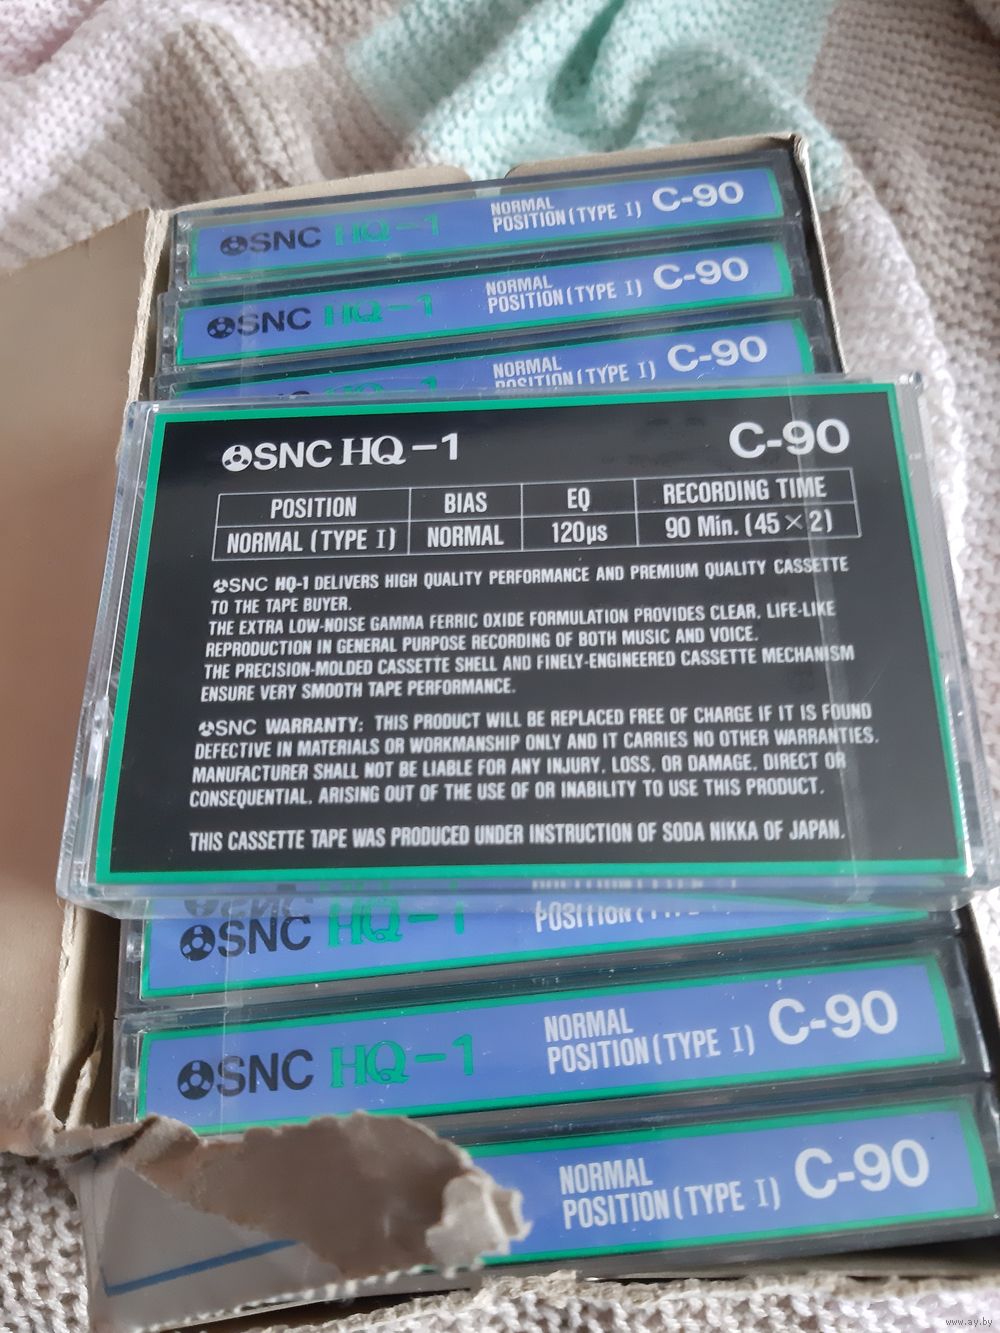 SNC HQ-1 NORMAL POSITION (TYPE I) C-90
SNC HQ-1 NORMAL POSITION (TYPE I) C-90
HQ-1 NORMAL POSITION (TYPE I) C-90
SNC HQ-1 C-90
POSITION BIAS EQ RECORDING TIME
NORMAL (TYPE I) NORMAL 120µs 90 Min. (45×2)
SNC HQ-1 DELIVERS HIGH QUALITY PERFORMANCE AND PREMIUM QUALITY CASSETTE
TO THE TAPE BUYER.
THE EXTRA LOW-NOISE GAMMA FERRIC OXIDE FORMULATION PROVIDES CLEAR, LIFE-LIKE
REPRODUCTION IN GENERAL PURPOSE RECORDING OF BOTH MUSIC AND VOICE.
THE PRECISION-MOLDED CASSETTE SHELL AND FINELY-ENGINEERED CASSETTE MECHANISM
ENSURE VERY SMOOTH TAPE PERFORMANCE.
SNC WARRANTY: THIS PRODUCT WILL BE REPLACED FREE OF CHARGE IF IT IS FOUND
DEFECTIVE IN MATERIALS OR WORKMANSHIP ONLY AND IT CARRIES NO OTHER WARRANTIES.
MANUFACTURER SHALL NOT BE LIABLE FOR ANY INJURY, LOSS, OR DAMAGE, DIRECT OR
CONSEQUENTIAL, ARISING OUT OF THE USE OF OR INABILITY TO USE THIS PRODUCT.
THIS CASSETTE TAPE WAS PRODUCED UNDER INSTRUCTION OF SODA NIKKA OF JAPAN.
SNC HQ-1 POSITION
SNC HQ-1 NORMAL POSITION (TYPE I) C-90
NORMAL POSITION (TYPE I) C-90
www.ay.by